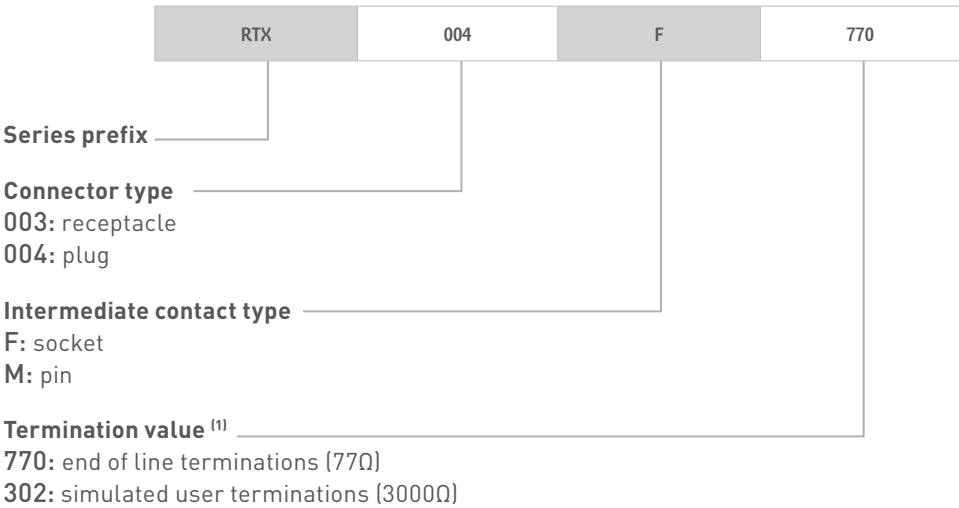 RTX 004 F 770
Series prefix
Connector type
003: receptacle
004: plug
Intermediate contact type
F: socket
M: pin
Termination value (1)
770: end of line terminations (77Ω)
302: simulated user terminations (3000Ω)